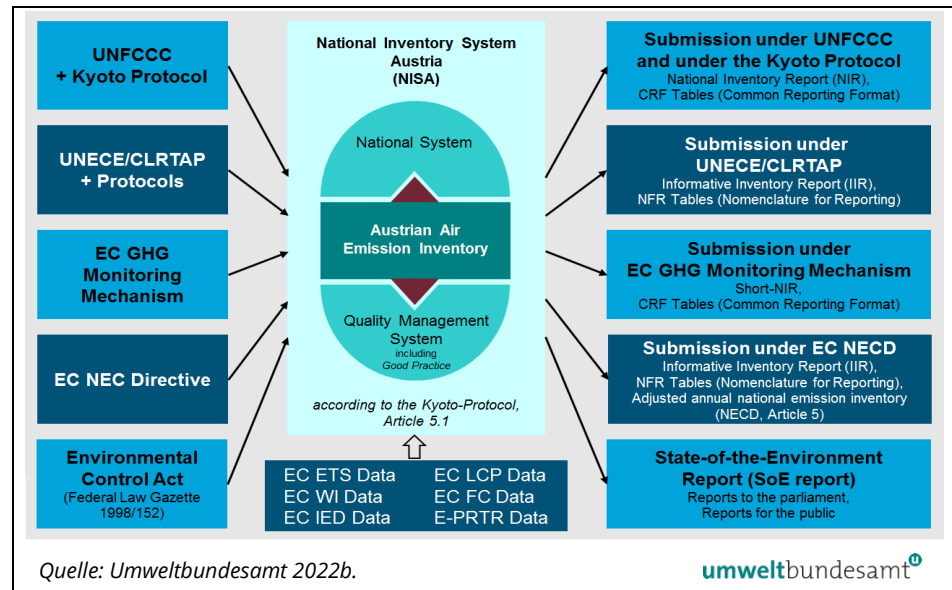 UNFCCC
+ Kyoto Protocol
UNECE/CLRTAP
+ Protocols
EC GHG
Monitoring
Mechanism
EC NEC Directive
Environmental
Control Act
(Federal Law Gazette
1998/152)
National Inventory System
Austria
(NISA)
National System
Austrian Air
Emission Inventory
Quality Management
System
including
Good Practice
according to the Kyoto-Protocol,
Article 5.1
EC ETS Data
EC WI Data
EC IED Data
EC LCP Data
EC FC Data
E-PRTR Data
Submission under UNFCCC
and under the Kyoto Protocol
National Inventory Report (NIR),
CRF Tables (Common Reporting Format)
Submission under
UNECE/CLRTAP
Informative Inventory Report (IIR),
NFR Tables (Nomenclature for Reporting)
Submission under
EC GHG Monitoring Mechanism
Short-NIR,
CRF Tables (Common Reporting Format)
Submission under EC NECD
Informative Inventory Report (IIR),
NFR Tables (Nomenclature for Reporting),
Adjusted annual national emission inventory
(NECD, Article 5)
State-of-the-Environment
Report (SoE report)
Reports to the parliament,
Reports for the public
Quelle: Umweltbundesamt 2022b.
umweltbundesamt u